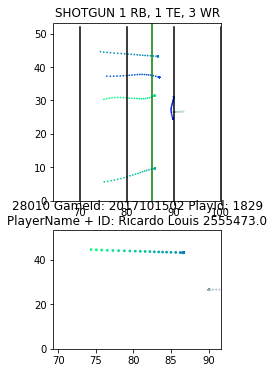 SHOTGUN 1 RB, 1 TE, 3 WR
50
40
30
20
10
0
70 80 90 100
28010 GameId: 2017101502 PlayId: 1829
PlayerName + ID: Ricardo Louis 2555473.0
40
20
0
70 75 80 85 90